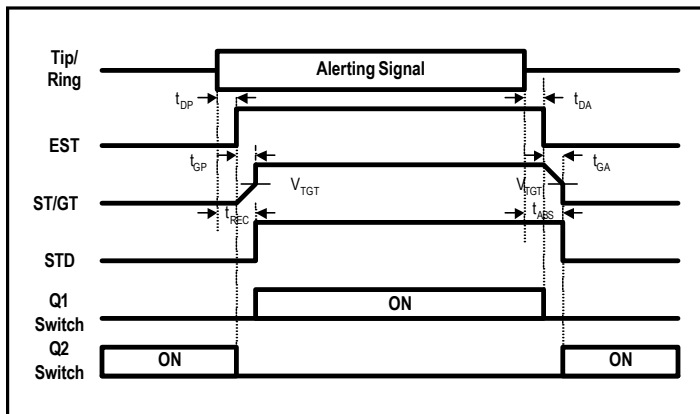 Tip/
Ring
Alerting Signal
tDP
tDA
EST
tGP
tGA
VTGT
VTGT
ST/GT
tREC
tABS
STD
Q1
Switch
ON
Q2
Switch
ON
ON